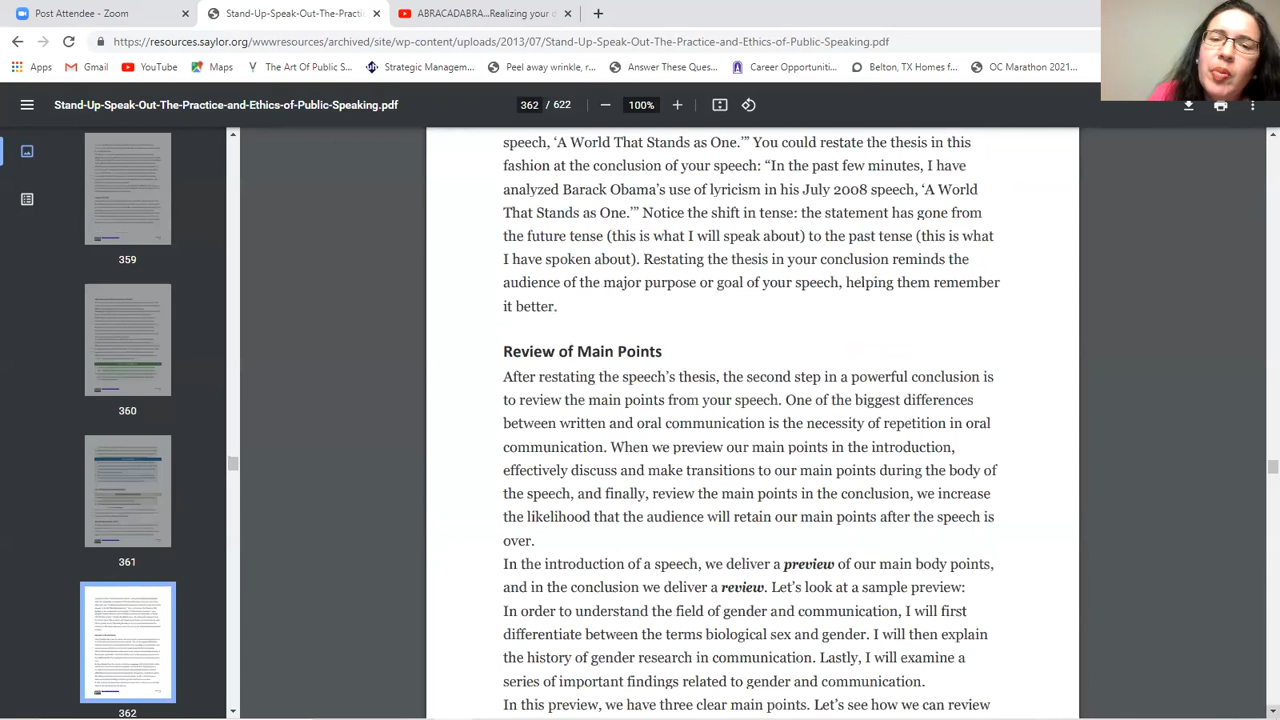 Post Attendee - Zoom
Stand-Up-Speak-Out-The-Practi
ABRACADABRA...Realizing your d
https://resources.saylor.org/wwwresources/archived/site/wp-content/uploads/2012/07/Stand-Up-Speak-Out-The-Practice-and-Ethics-of-Public-Speaking.pdf
Apps Gmail YouTube Maps The Art Of Public S... Strategic Managem... Shrinkle, r... Answer These Ques... Career opportuniti... Belton, TX Homes f... OC Marathon 2021...
Stand-Up-Speak-Out-The-Practice-and-Ethics-of-Public-Speaking.pdf
362 / 622
100%
359
360
361
362
speech, ‘A World That Stands as One.’” You could restate the thesis in this
fashion at the conclusion of your speech: “In the past few minutes, I have
analyzed Barack Obama’s use of lyricism in his July 2008 speech, ‘A World
That Stands as One.’” Notice the shift in tense: the statement has gone from
the future tense (this is what I will speak about) to the past tense (this is what
I have spoken about). Restating the thesis in your conclusion reminds the
audience of the major purpose or goal of your speech, helping them remember
it better.
Review of Main Points
After restating the speech’s thesis, the second step in a powerful conclusion is
to review the main points from your speech. One of the biggest differences
between written and oral communication is the necessity of repetition in oral
communication. When we preview our main points in the introduction,
effectively discuss and make transitions to our main points during the body of
the speech, and finally, review the main points in the conclusion, we increase
the likelihood that the audience will retain our main points after the speech is
over.
In the introduction of a speech, we deliver a preview of our main body points,
and in the conclusion we deliver a review. Let’s look at a sample preview:
In order to understand the field of gender and communication, I will first
differentiate between the terms biological sex and gender. I will then explain
the history of gender research in communication. Lastly, I will examine a
series of important findings related to gender and communication.
In this preview, we have three clear main points. Let’s see how we can review